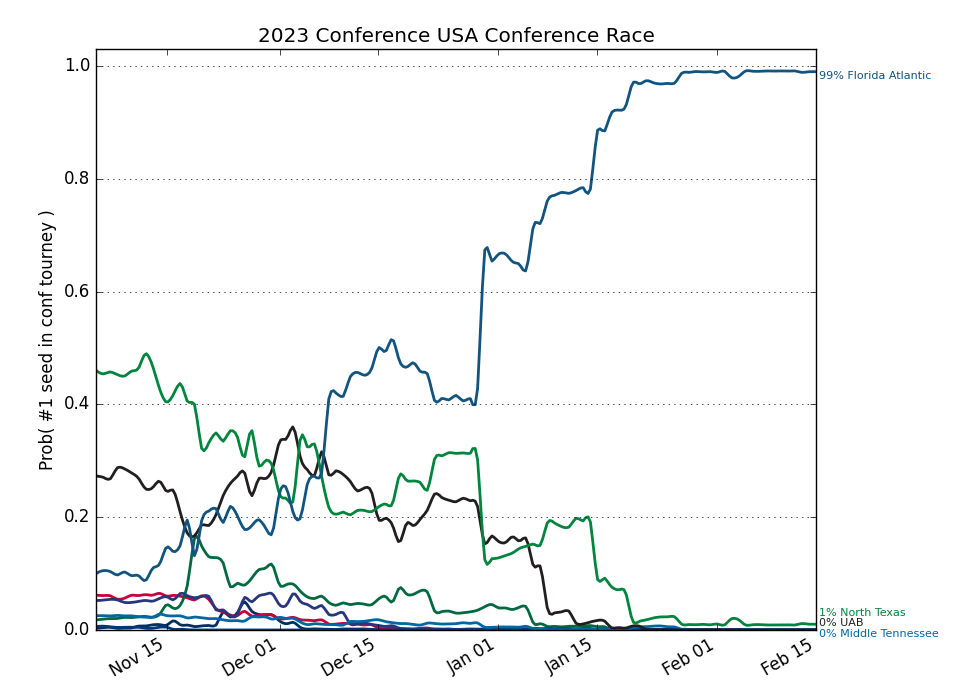 2023 Conference USA Conference Race
1.0
0.8
0.6
0.4
0.2
0.0
Prob( #1 seed in conf tourney )
99% Florida Atlantic
1% North Texas
0% UAB
0% Middle Tennessee
Nov 15
Dec 01
Dec 15
Jan 01
Jan 15
Feb 01
Feb 15